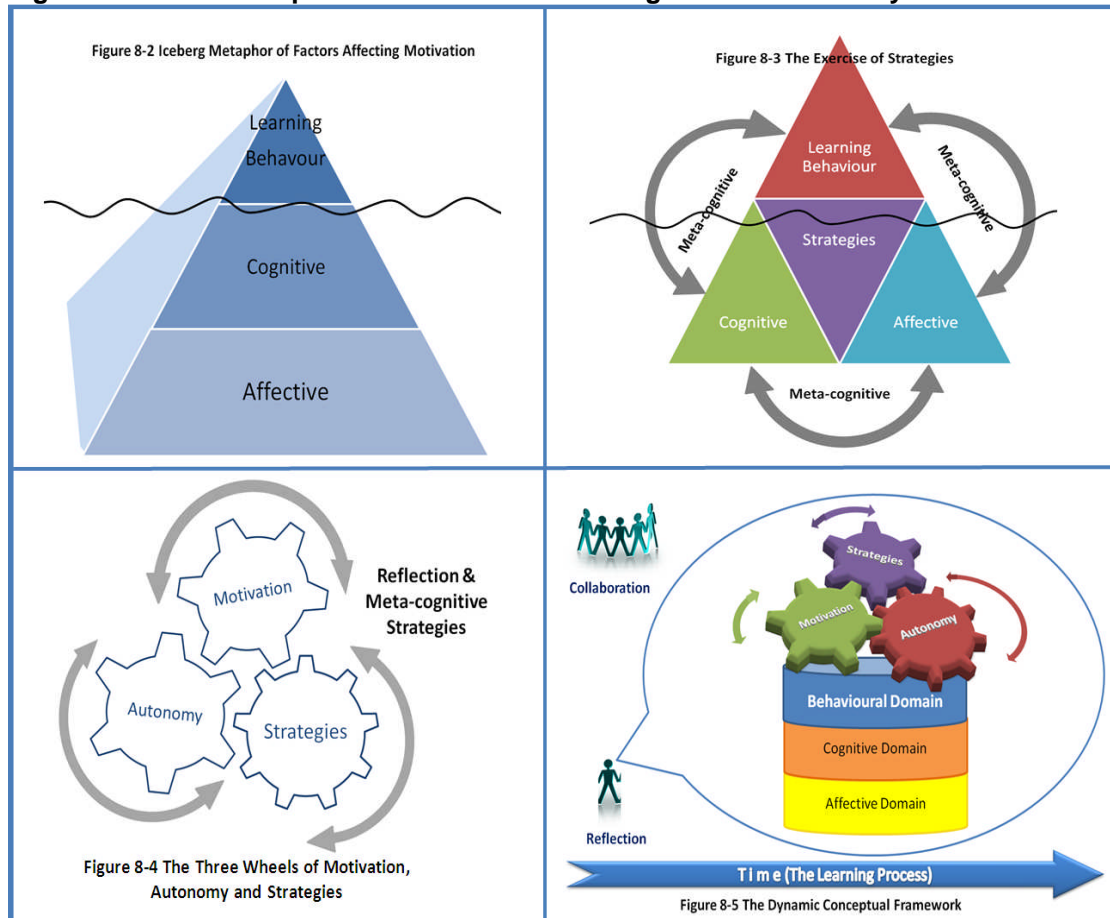 Figure 8-2 Iceberg Metaphor of Factors Affecting Motivation
Learning
Behavour
Cognitive
Affective
Figure 8-3 The Exercise of Strategies
Learning
Behaviour
Meta-cognitive
Meta-cognitive
Strategies
Cognitive
Affective
Meta-cognitive
Motivation
Reflection &
Meta-cognitive
Strategies
Autonomy
Strategies
Figure 8-4 The Three Wheels of Motivation,
Autonomy and Strategies
Collaboration
Strategies
Motivation
Autonomy
Behavioural Domain
Cognitive Domain
Affective Domain
Reflection
Time (The Learning Process)
Figure 8-5 The Dynamic Conceptual Framework